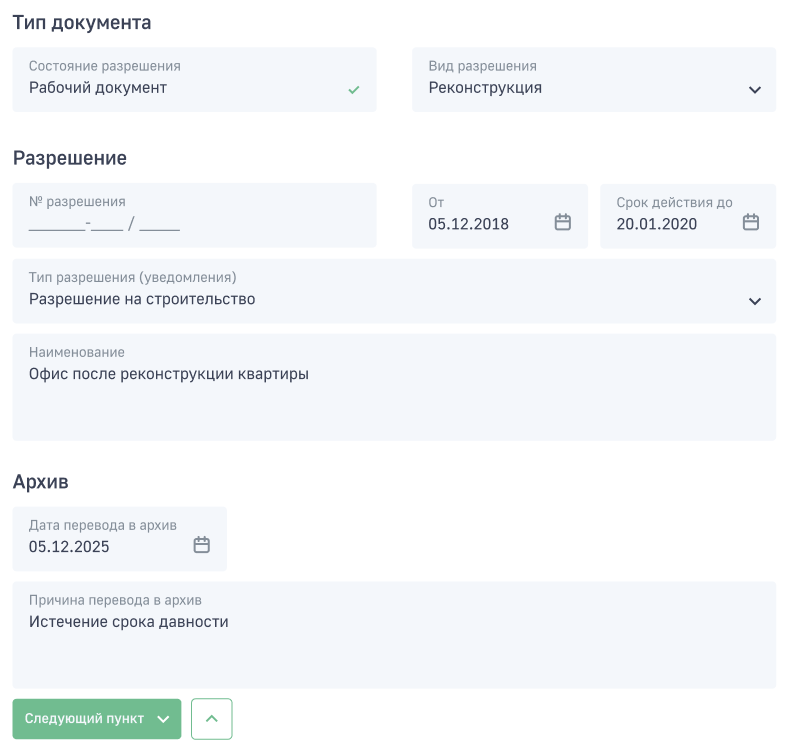 Тип документа
Состояние разрешения
Рабочий документ
Вид разрешения
Реконструкция
Разрешение
№ разрешения
_______-____ / _____
От
05.12.2018
Срок действия до
20.01.2020
Тип разрешения (уведомления)
Разрешение на строительство
Наименование
Офис после реконструкции квартиры
Архив
Дата перевода в архив
05.12.2025
Причина перевода в архив
Истечение срока давности
Следующий пункт